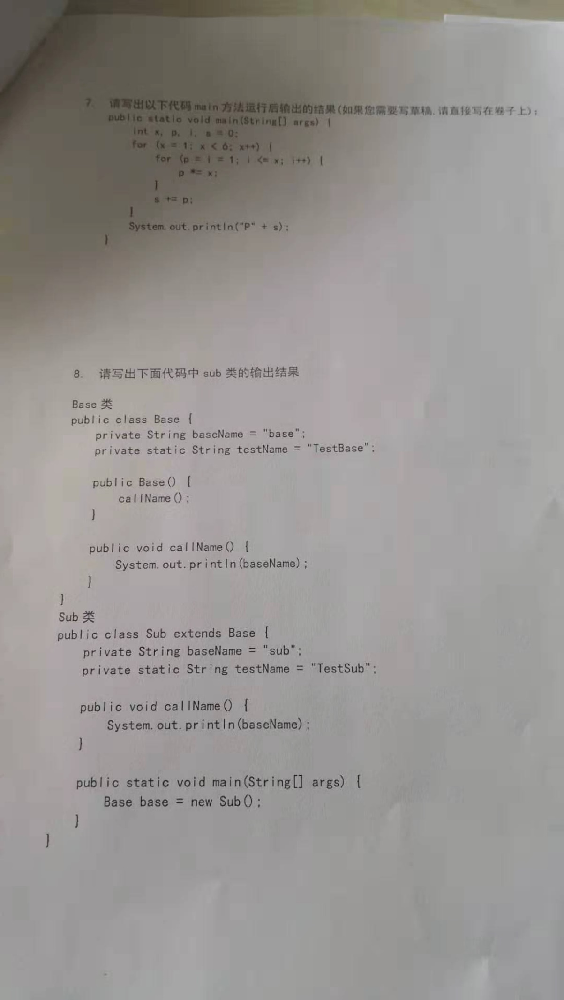 7. 请写出以下代码 main 方法运行后输出的结果(如果您需要写草稿,请直接写在卷子上):
public static void main(String[] args) {
int x, p, i, s = 0;
for (x = 1; x < 6; x++) {
for (p = i = 1; i <= x; i++) {
p *= x;
}
s += p;
}
System.out.println("P" + s);
}
8. 请写出下面代码中 sub 类的输出结果
Base 类
public class Base {
private String baseName = "base";
private static String testName = "TestBase";
public Base() {
callName();
}
public void callName() {
System.out.println(baseName);
}
}
Sub 类
public class Sub extends Base {
private String baseName = "sub";
private static String testName = "TestSub";
public void callName() {
System.out.println(baseName);
}
public static void main(String[] args) {
Base base = new Sub();
}
}